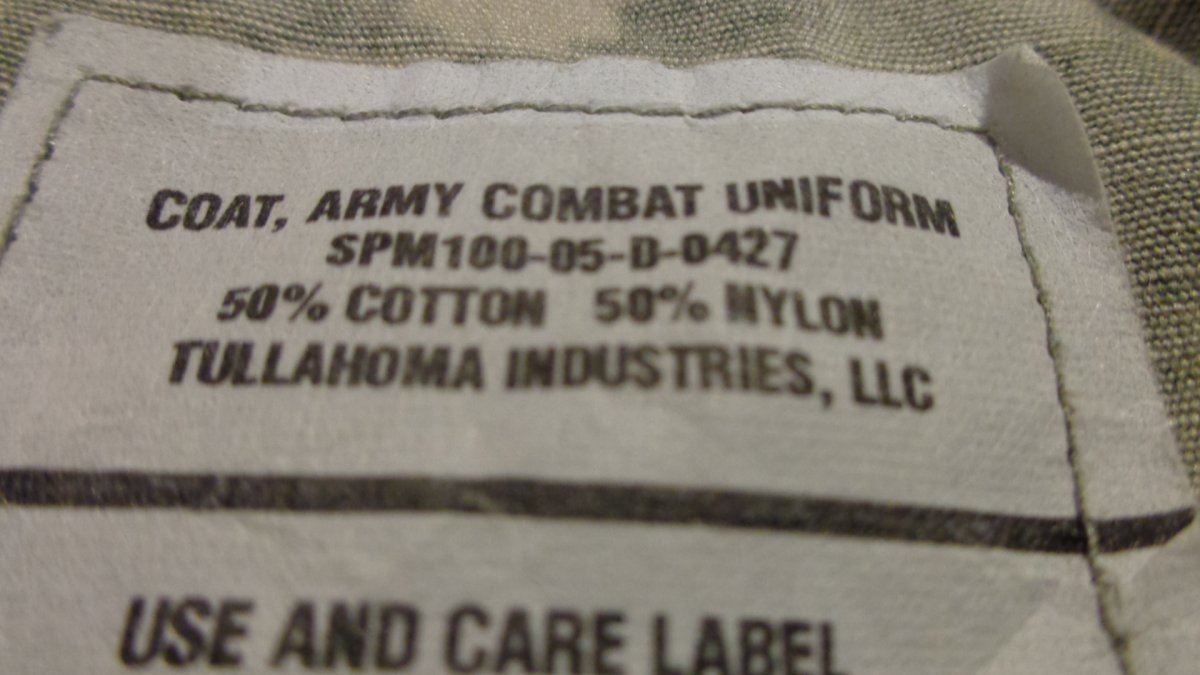 COAT, ARMY COMBAT UNIFORM
SPM100-05-D-0427
50% COTTON 50% NYLON
TULLAHOMA INDUSTRIES, LLC
USE AND CARE LABEL